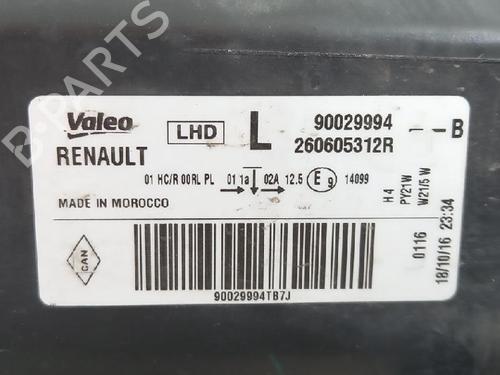 Valeo
RENAULT
LHD
L
90029994 - - B
260605312R
01 HC/R 00RL PL 01 1a 02A 12.5 E9 14099
MADE IN MOROCCO
H4
PY21W
W21/5 W
0116
18/10/16 23:34
CAN
90029994TB7J
B-PARTS